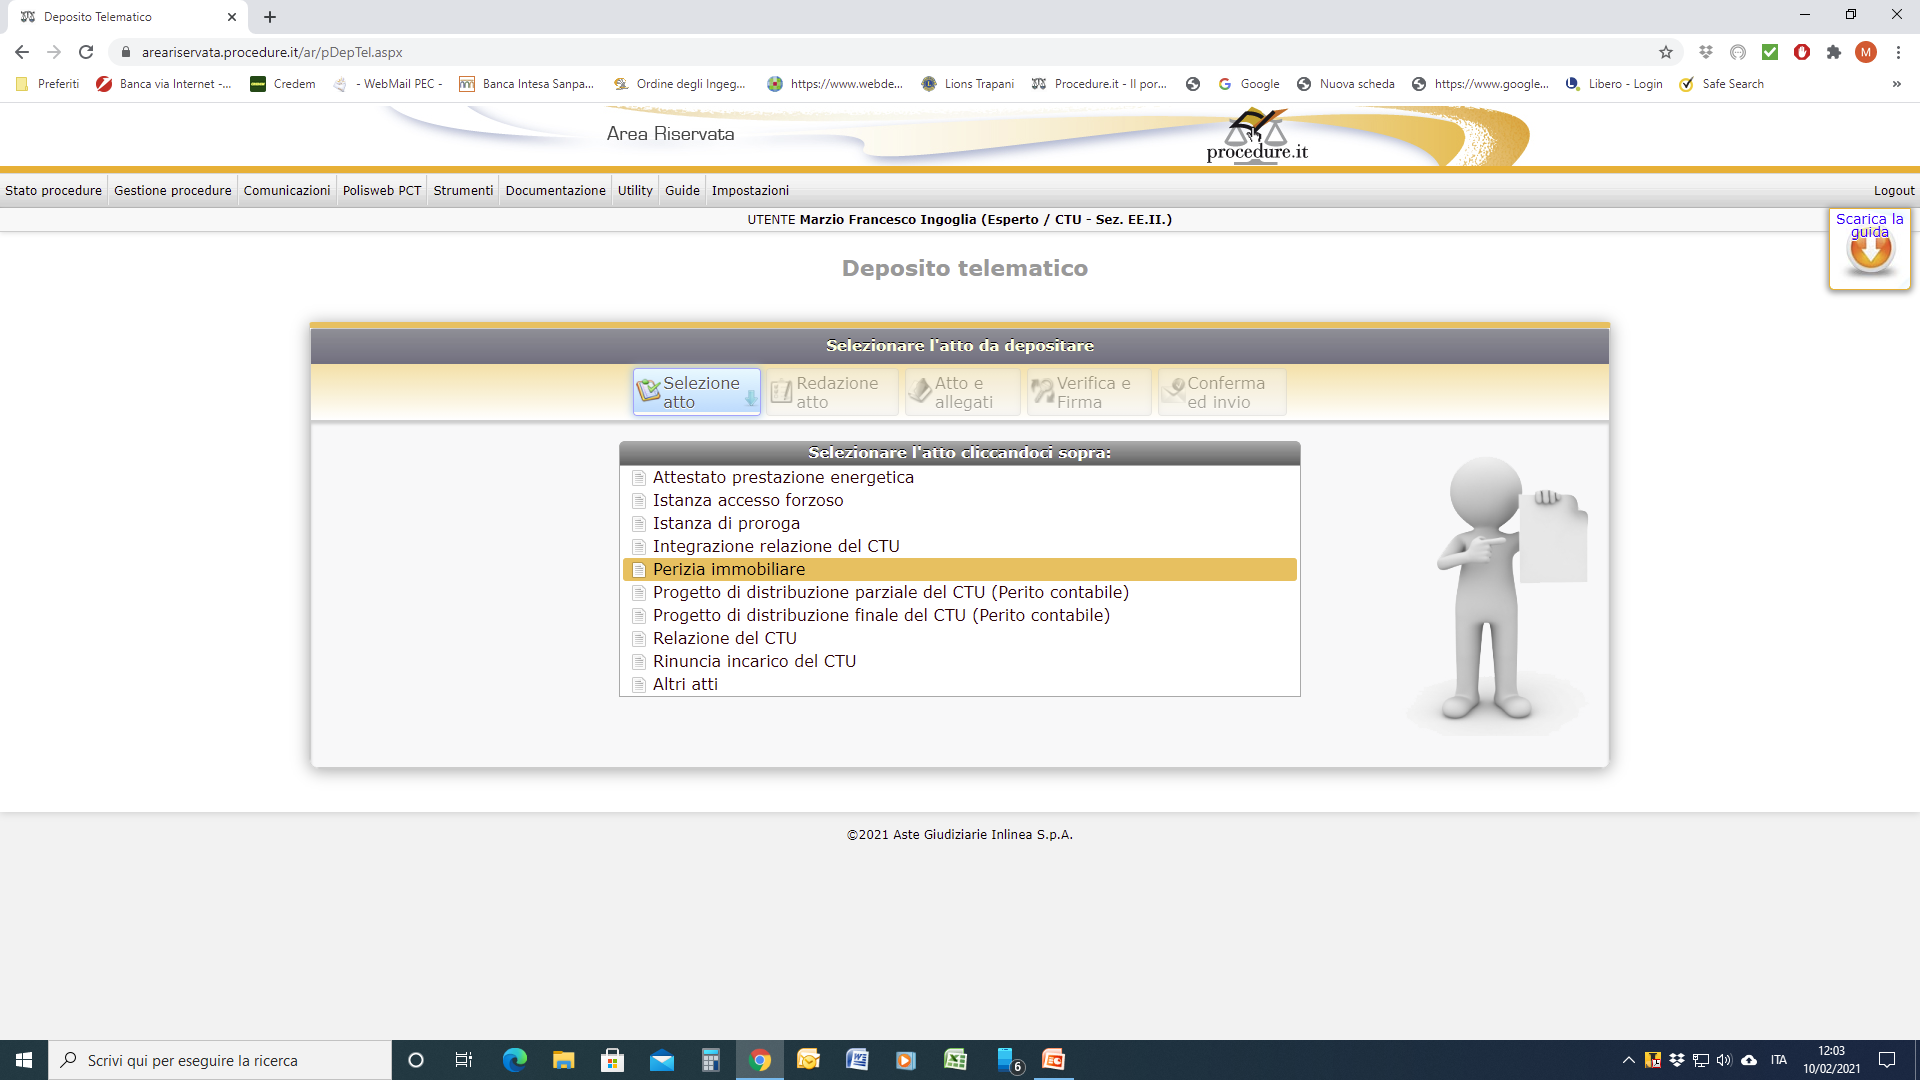 Deposito Telematico
areariservata.procedure.it/ar/pDepTel.aspx
M
Preferiti
Banca via Internet -...
Credem
- WebMail PEC -
Banca Intesa Sanpa...
Ordine degli Ingeg...
https://www.webde...
Lions Trapani
Procedure.it - Il por...
Google
Nuova scheda
https://www.google...
Libero - Login
Safe Search
»
Area Riservata
procedure.it
Stato procedure
Gestione procedure
Comunicazioni
Polisweb PCT
Strumenti
Documentazione
Utility
Guide
Impostazioni
Logout
UTENTE Marzio Francesco Ingoglia (Esperto / CTU - Sez. EE.II.)
Scarica la
guida
Deposito telematico
Selezionare l'atto da depositare
Selezione
atto
Redazione
atto
Atto e
allegati
Verifica e
Firma
Conferma
ed invio
Selezionare l'atto cliccandoci sopra:
Attestato prestazione energetica
Istanza accesso forzoso
Istanza di proroga
Integrazione relazione del CTU
Perizia immobiliare
Progetto di distribuzione parziale del CTU (Perito contabile)
Progetto di distribuzione finale del CTU (Perito contabile)
Relazione del CTU
Rinuncia incarico del CTU
Altri atti
©2021 Aste Giudiziarie Inlinea S.p.A.
Scrivi qui per eseguire la ricerca
6
ITA
12:03
10/02/2021